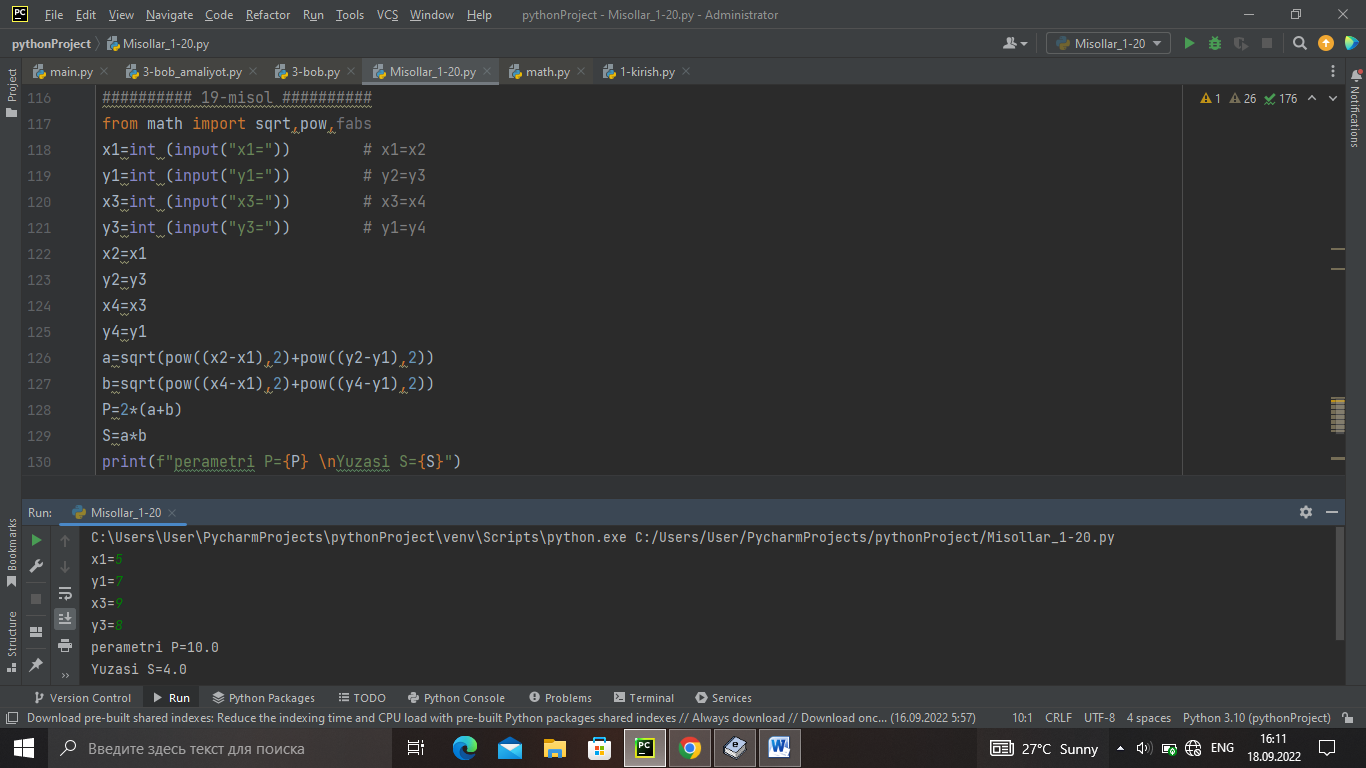 File Edit View Navigate Code Refactor Run Tools VCS Window Help pythonProject - Misollar_1-20.py - Administrator
pythonProject Misollar_1-20.py Misollar_1-20
main.py 3-bob_amaliyot.py 3-bob.py Misollar_1-20.py math.py 1-kirish.py
Project
Notifications
1 26 176
116 ########## 19-misol ##########
117 from math import sqrt,pow,fabs
118 x1=int (input("x1=")) # x1=x2
119 y1=int (input("y1=")) # y2=y3
120 x3=int (input("x3=")) # x3=x4
121 y3=int (input("y3=")) # y1=y4
122 x2=x1
123 y2=y3
124 x4=x3
125 y4=y1
126 a=sqrt(pow((x2-x1),2)+pow((y2-y1),2))
127 b=sqrt(pow((x4-x1),2)+pow((y4-y1),2))
128 P=2*(a+b)
129 S=a*b
130 print(f"perametri P={P} \nYuzasi S={S}")
Run: Misollar_1-20
Bookmarks
Structure
C:\Users\User\PycharmProjects\pythonProject\venv\Scripts\python.exe C:/Users/User/PycharmProjects/pythonProject/Misollar_1-20.py
x1=5
y1=7
x3=9
y3=8
perametri P=10.0
Yuzasi S=4.0
Version Control Run Python Packages TODO Python Console Problems Terminal Services
Download pre-built shared indexes: Reduce the indexing time and CPU load with pre-built Python packages shared indexes // Always download // Download onc... (16.09.2022 5:57) 10:1 CRLF UTF-8 4 spaces Python 3.10 (pythonProject)
Введите здесь текст для поиска
27°C Sunny ENG 16:11
18.09.2022